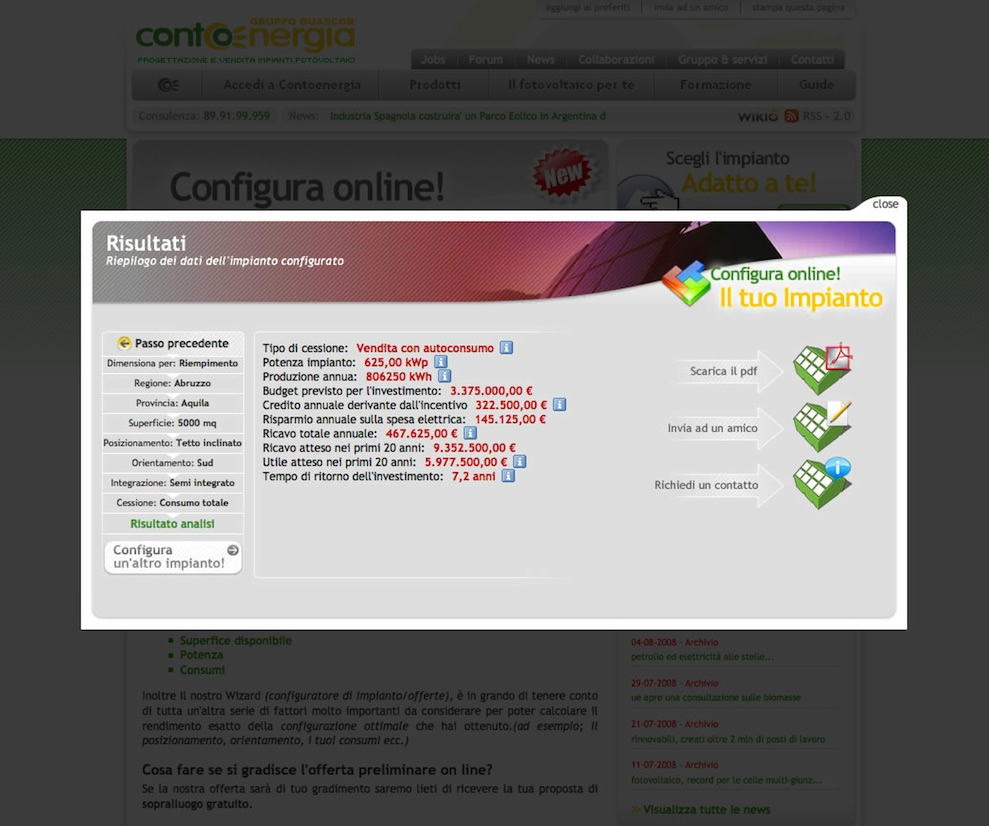 aggiungi ai preferiti | invia ad un amico | stampa questa pagina
GRUPPO GUASCOR
contoenergia
PROGETTAZIONE E VENDITA IMPIANTI FOTOVOLTAICI
Jobs Forum News Collaborazioni Gruppo & servizi Contatti
Accedi a Contoenergia Prodotti Il fotovoltaico per te Formazione Guide
Consulenza: 89.91.99.959 News: Industria Spagnola costruira' un Parco Eolico in Argentina d WIKIO RSS - 2.0
Configura online!
New
Scegli l'impianto
Adatto a te!
close
Risultati
Riepilogo dei dati dell'impianto configurato
Configura online!
Il tuo Impianto
Passo precedente
Dimensiona per: Riempimento
Regione: Abruzzo
Provincia: Aquila
Superficie: 5000 mq
Posizionamento: Tetto inclinato
Orientamento: Sud
Integrazione: Semi integrato
Cessione: Consumo totale
Risultato analisi
Configura
un'altro impianto!
Tipo di cessione: Vendita con autoconsumo
Potenza impianto: 625,00 kWp
Produzione annua: 806250 kWh
Budget previsto per l'investimento: 3.375.000,00 €
Credito annuale derivante dall'incentivo 322.500,00 €
Risparmio annuale sulla spesa elettrica: 145.125,00 €
Ricavo totale annuale: 467.625,00 €
Ricavo atteso nei primi 20 anni: 9.352.500,00 €
Utile atteso nei primi 20 anni: 5.977.500,00 €
Tempo di ritorno dell'investimento: 7,2 anni
Scarica il pdf
Invia ad un amico
Richiedi un contatto
Superfice disponibile
Potenza
Consumi
Inoltre il nostro Wizard (configuratore di impianto/offerte), è in grando di tenere conto
di tutta un'altra serie di fattori molto importanti da considerare per poter calcolare il
rendimento esatto della configurazione ottimale che hai ottenuto.(ad esempio; il
posizionamento, orientamento, i tuoi consumi ecc.)
Cosa fare se si gradisce l'offerta preliminare on line?
Se la nostra offerta sarà di tuo gradimento saremo lieti di ricevere la tua proposta di
sopralluogo gratuito.
04-08-2008 - Archivio
petrolio ed elettricità alle stelle...
29-07-2008 - Archivio
ue apre una consultazione sulle biomasse
21-07-2008 - Archivio
rinnovabili, creati oltre 2 mln di posti di lavoro
11-07-2008 - Archivio
fotovoltaico, record per le celle multi-giunz...
Visualizza tutte le news